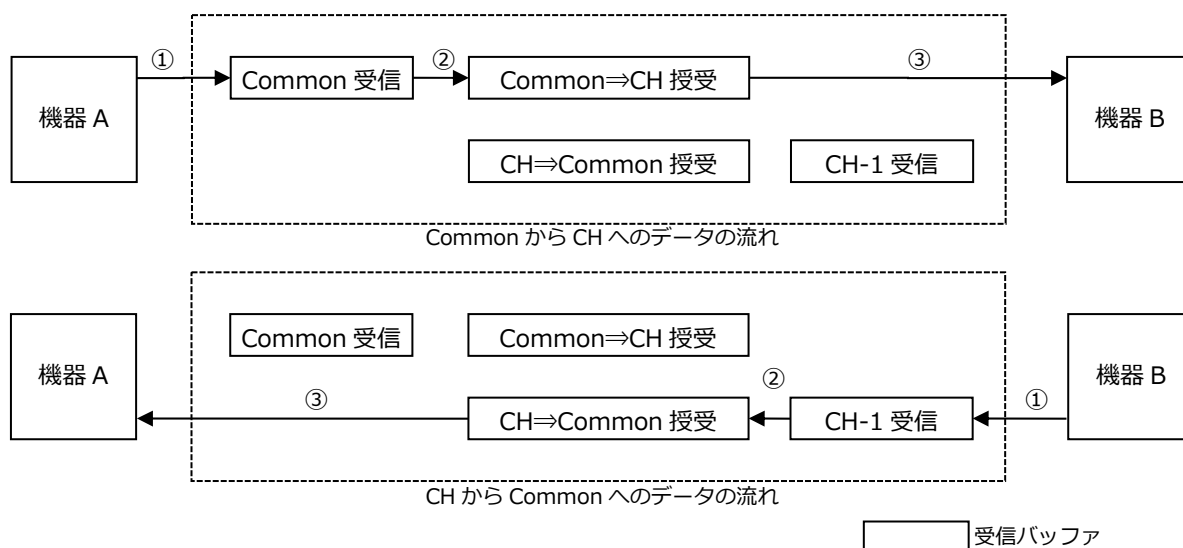 ① ② ③
機器 A Common 受信 Common⇒CH 授受 機器 B
CH⇒Common 授受 CH-1 受信
Common から CH へのデータの流れ
Common 受信 Common⇒CH 授受
機器 A ③ ② ① 機器 B
CH⇒Common 授受 CH-1 受信
CH から Common へのデータの流れ
受信バッファ